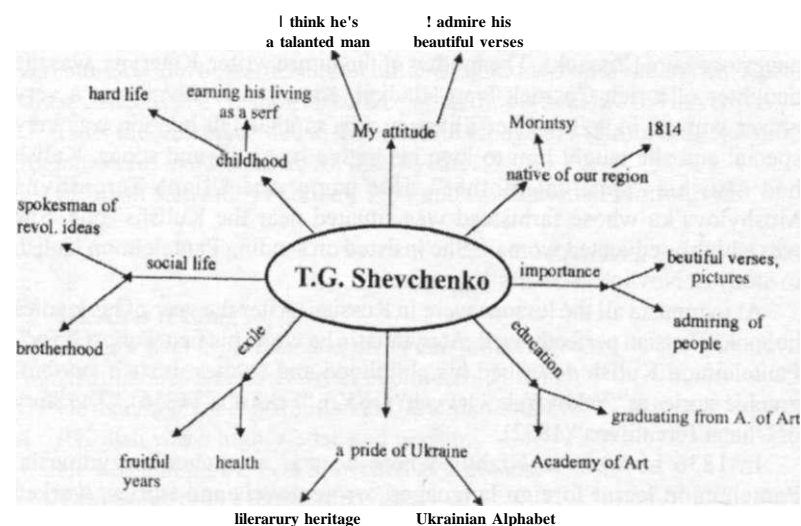 I think he's
a talanted man
! admire his
beautiful verses
hard life
earning his living
as a serf
My attitude
Morintsy
1814
childhood
native of our region
spokesman of
revol. ideas
social life
T.G. Shevchenko
importance
beutiful verses,
pictures
admiring of
people
brotherhood
exile
education
graduating from A. of Art
fruitful
years
health
a pride of Ukraine
Academy of Art
lilerarury heritage
Ukrainian Alphabet